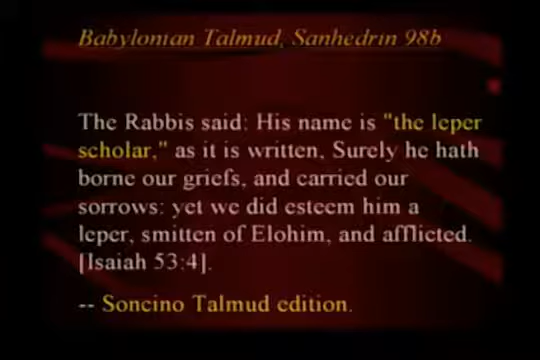 Babylonian Talmud, Sanhedrin 98b
The Rabbis said: His name is "the leper
scholar," as it is written, Surely he hath
borne our griefs, and carried our
sorrows: yet we did esteem him a
leper, smitten of Elohim, and afflicted.
[Isaiah 53:4].
-- Soncino Talmud edition.